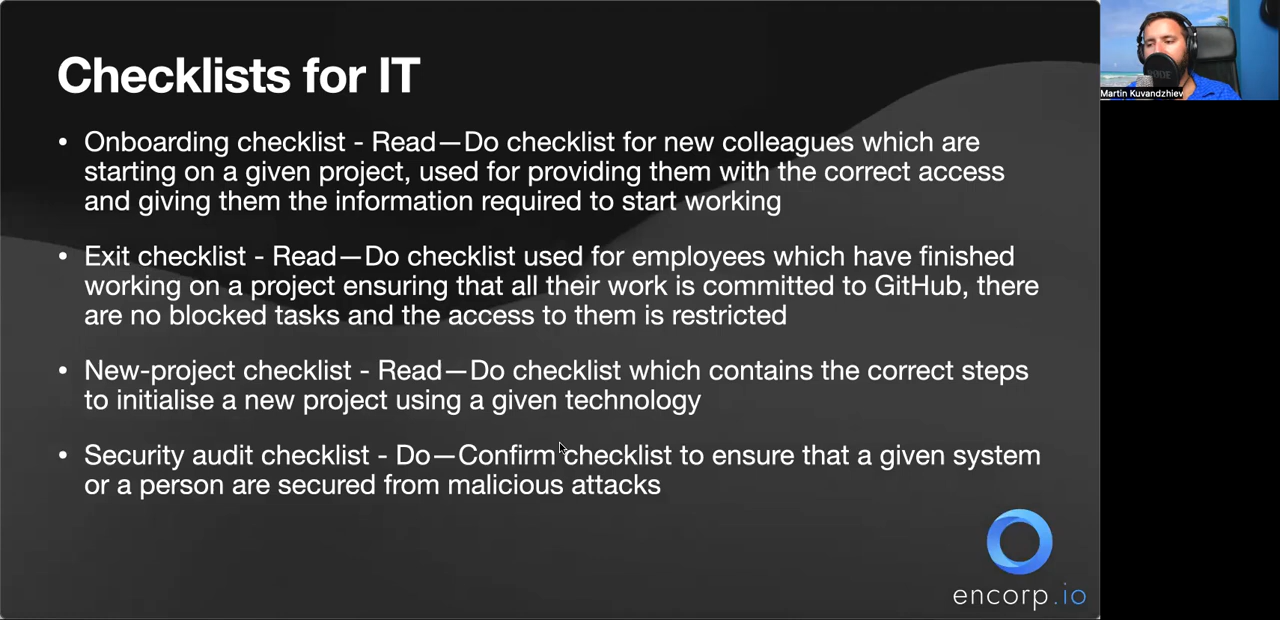 Checklists for IT
• Onboarding checklist - Read—Do checklist for new colleagues which are
starting on a given project, used for providing them with the correct access
and giving them the information required to start working
• Exit checklist - Read—Do checklist used for employees which have finished
working on a project ensuring that all their work is committed to GitHub, there
are no blocked tasks and the access to them is restricted
• New-project checklist - Read—Do checklist which contains the correct steps
to initialise a new project using a given technology
• Security audit checklist - Do—Confirm checklist to ensure that a given system
or a person are secured from malicious attacks
encorp.io
RODE
Martin Kuvandzhiev